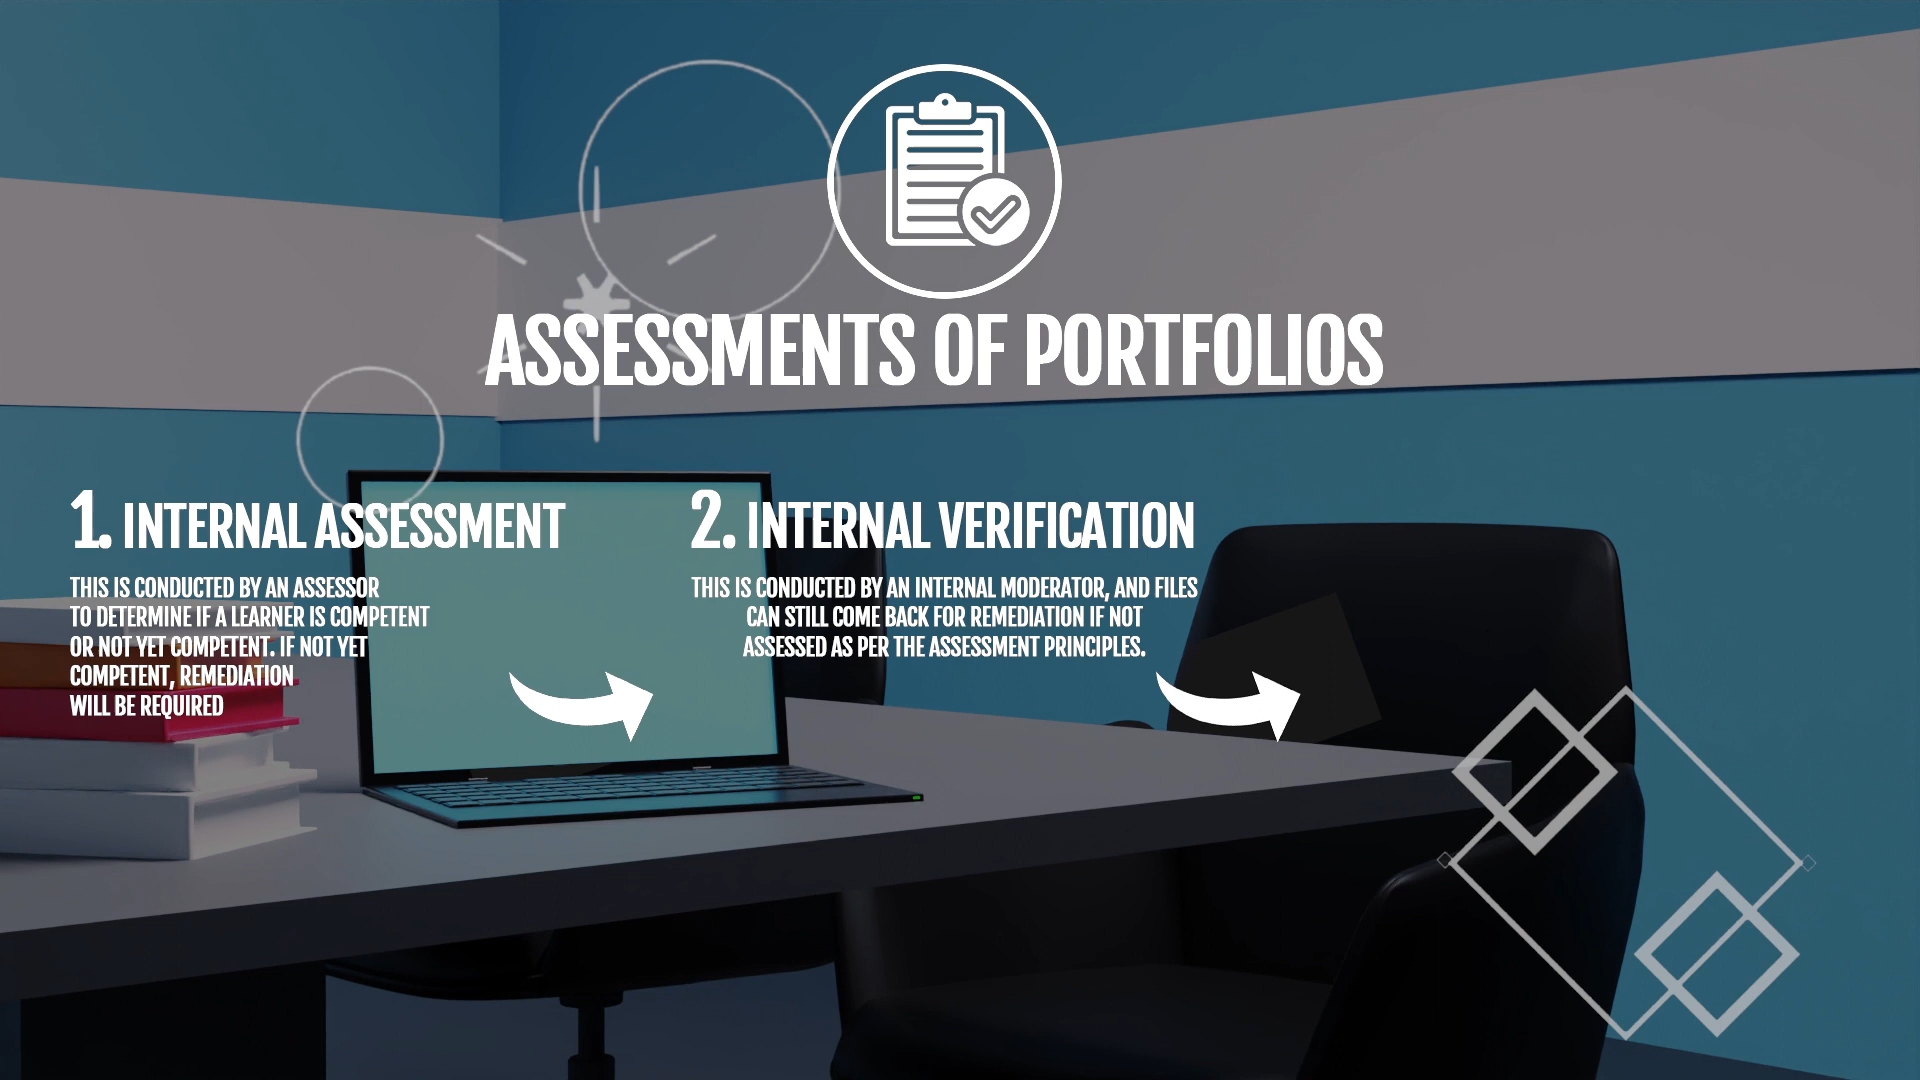 ASSESSMENTS OF PORTFOLIOS
1. INTERNAL ASSESSMENT
THIS IS CONDUCTED BY AN ASSESSOR
TO DETERMINE IF A LEARNER IS COMPETENT
OR NOT YET COMPETENT. IF NOT YET
COMPETENT, REMEDIATION
WILL BE REQUIRED
2. INTERNAL VERIFICATION
THIS IS CONDUCTED BY AN INTERNAL MODERATOR, AND FILES
CAN STILL COME BACK FOR REMEDIATION IF NOT
ASSESSED AS PER THE ASSESSMENT PRINCIPLES.